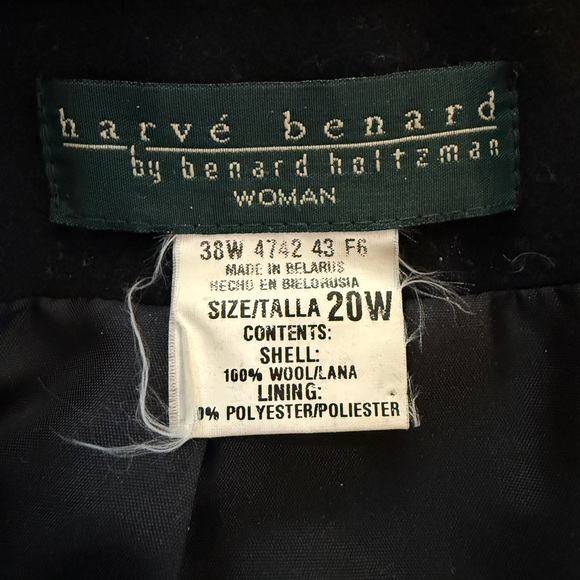 harvé benard
by benard holtzman
WOMAN
38W 4742 43 F6
MADE IN BELARUS
HECHO EN BIELORUSIA
SIZE/TALLA 20W
CONTENTS:
SHELL:
100% WOOL/LANA
LINING:
0% POLYESTER/POLIESTER